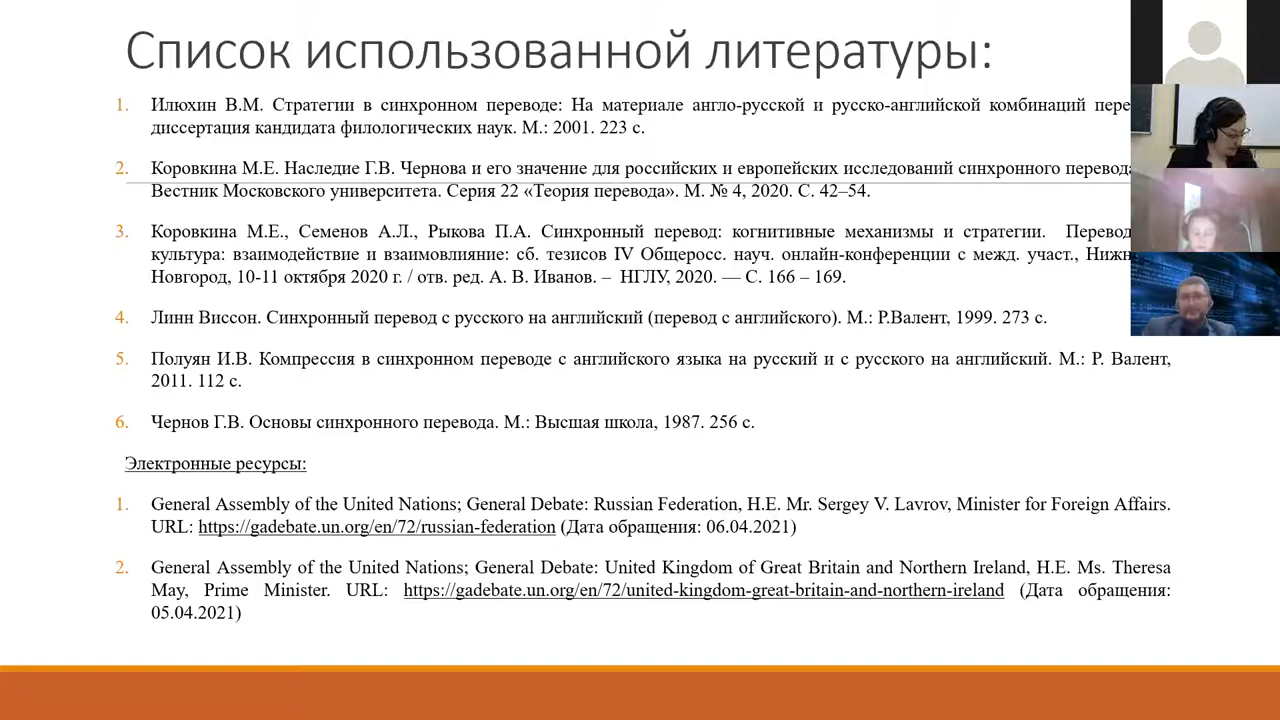 Список использованной литературы:
1. Илюхин В.М. Стратегии в синхронном переводе: На материале англо-русской и русско-английской комбинаций
диссертация кандидата филологических наук. М.: 2001. 223 с.
2. Коровкина М.Е. Наследие Г.В. Чернова и его значение для российских и европейских исследований синхронного перевода
Вестник Московского университета. Серия 22 «Теория перевода». М. № 4, 2020. С. 42–54.
3. Коровкина М.Е., Семенов А.Л., Рыкова П.А. Синхронный перевод: когнитивные механизмы и стратегии. Перевод
культура: взаимодействие и взаимовлияние: сб. тезисов IV Общеросс. науч. онлайн-конференции с межд. участ.,
Новгород, 10-11 октября 2020 г. / отв. ред. А. В. Иванов. – НГЛУ, 2020. — С. 166 – 169.
4. Линн Виссон. Синхронный перевод с русского на английский (перевод с английского). М.: Р.Валент, 1999. 273 с.
5. Полуян И.В. Компрессия в синхронном переводе с английского языка на русский и с русского на английский. М.: Р. Валент,
2011. 112 с.
6. Чернов Г.В. Основы синхронного перевода. М.: Высшая школа, 1987. 256 с.
Электронные ресурсы:
1. General Assembly of the United Nations; General Debate: Russian Federation, H.E. Mr. Sergey V. Lavrov, Minister for Foreign Affairs.
URL: https://gadebate.un.org/en/72/russian-federation (Дата обращения: 06.04.2021)
2. General Assembly of the United Nations; General Debate: United Kingdom of Great Britain and Northern Ireland, H.E. Ms. Theresa
May, Prime Minister. URL: https://gadebate.un.org/en/72/united-kingdom-great-britain-and-northern-ireland (Дата обращения:
05.04.2021)